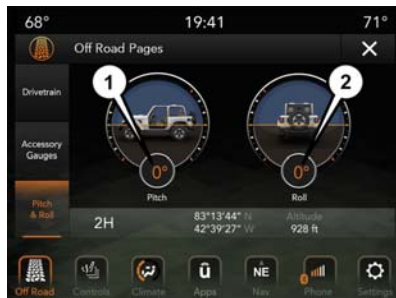 68° 19:41 71°
Off Road Pages X
1 2
Drivetrain
Accessory
Gauges
0° 0°
Pitch Roll
Pitch
& Roll
2H 83°13'44" N Altitude
42°39'27" W 928 ft
û NE
Off Road Controls Climate Apps Nav Phone Settings